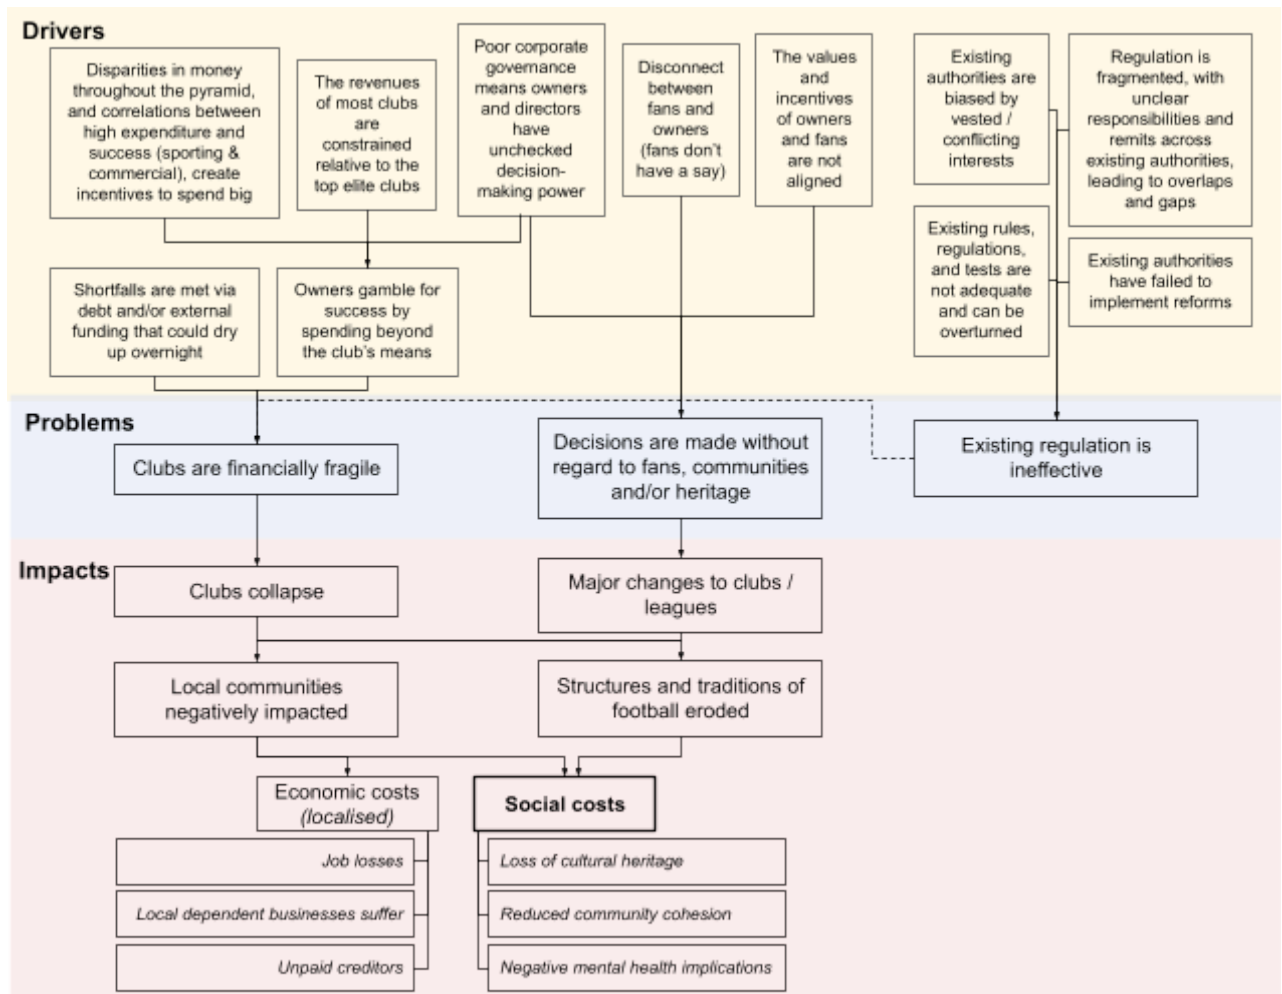 Drivers
Disparities in money
throughout the pyramid,
and correlations between
high expenditure and
success (sporting &
commercial), create
incentives to spend big
The revenues
of most clubs
are
constrained
relative to the
top elite clubs
Poor corporate
governance
means owners
and directors
have
unchecked
decision-
making power
Disconnect
between
fans and
owners
(fans don't
have a say)
The values
and
incentives
of owners
and fans
are not
aligned
Existing
authorities are
biased by
vested /
conflicting
interests
Regulation is
fragmented, with
unclear
responsibilities and
remits across
existing authorities,
leading to overlaps
and gaps
Existing rules,
regulations,
and tests are
not adequate
and can be
overturned
Existing authorities
have failed to
implement reforms
Shortfalls are met via
debt and/or external
funding that could dry
up overnight
Owners gamble for
success by
spending beyond
the club's means
Problems
Clubs are financially fragile
Decisions are made without
regard to fans, communities
and/or heritage
Existing regulation is
ineffective
Impacts
Clubs collapse
Major changes to clubs /
leagues
Local communities
negatively impacted
Structures and traditions of
football eroded
Economic costs
(localised)
Social costs
Job losses
Local dependent businesses suffer
Unpaid creditors
Loss of cultural heritage
Reduced community cohesion
Negative mental health implications